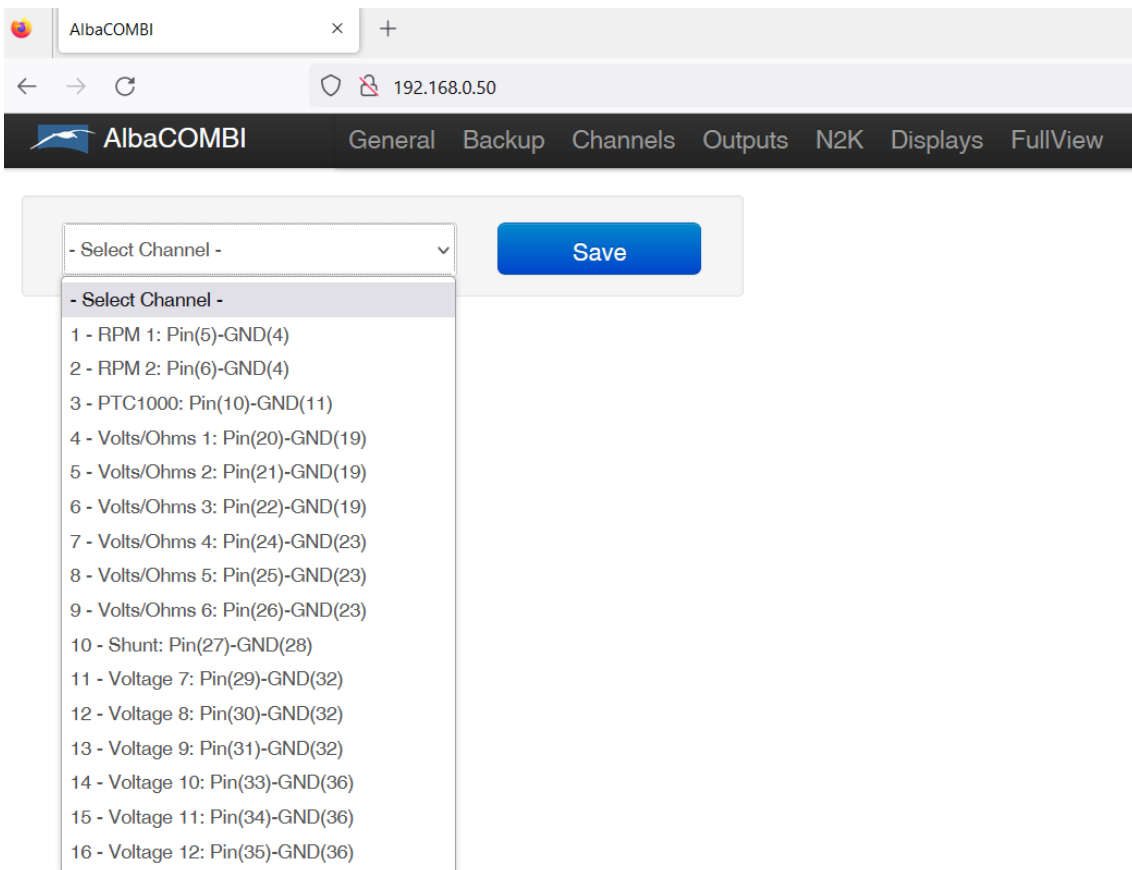 AlbaCOMBI
192.168.0.50
AlbaCOMBI General Backup Channels Outputs N2K Displays FullView
- Select Channel - Save
- Select Channel -
1 - RPM 1: Pin(5)-GND(4)
2 - RPM 2: Pin(6)-GND(4)
3 - PTC1000: Pin(10)-GND(11)
4 - Volts/Ohms 1: Pin(20)-GND(19)
5 - Volts/Ohms 2: Pin(21)-GND(19)
6 - Volts/Ohms 3: Pin(22)-GND(19)
7 - Volts/Ohms 4: Pin(24)-GND(23)
8 - Volts/Ohms 5: Pin(25)-GND(23)
9 - Volts/Ohms 6: Pin(26)-GND(23)
10 - Shunt: Pin(27)-GND(28)
11 - Voltage 7: Pin(29)-GND(32)
12 - Voltage 8: Pin(30)-GND(32)
13 - Voltage 9: Pin(31)-GND(32)
14 - Voltage 10: Pin(33)-GND(36)
15 - Voltage 11: Pin(34)-GND(36)
16 - Voltage 12: Pin(35)-GND(36)